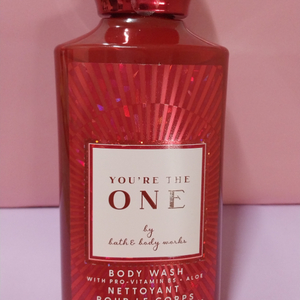 YOU'RE THE
ONE
by
bath & body works
BODY WASH
WITH PRO-VITAMIN B5 + ALOE
NETTOYANT
POUR LE CORPS